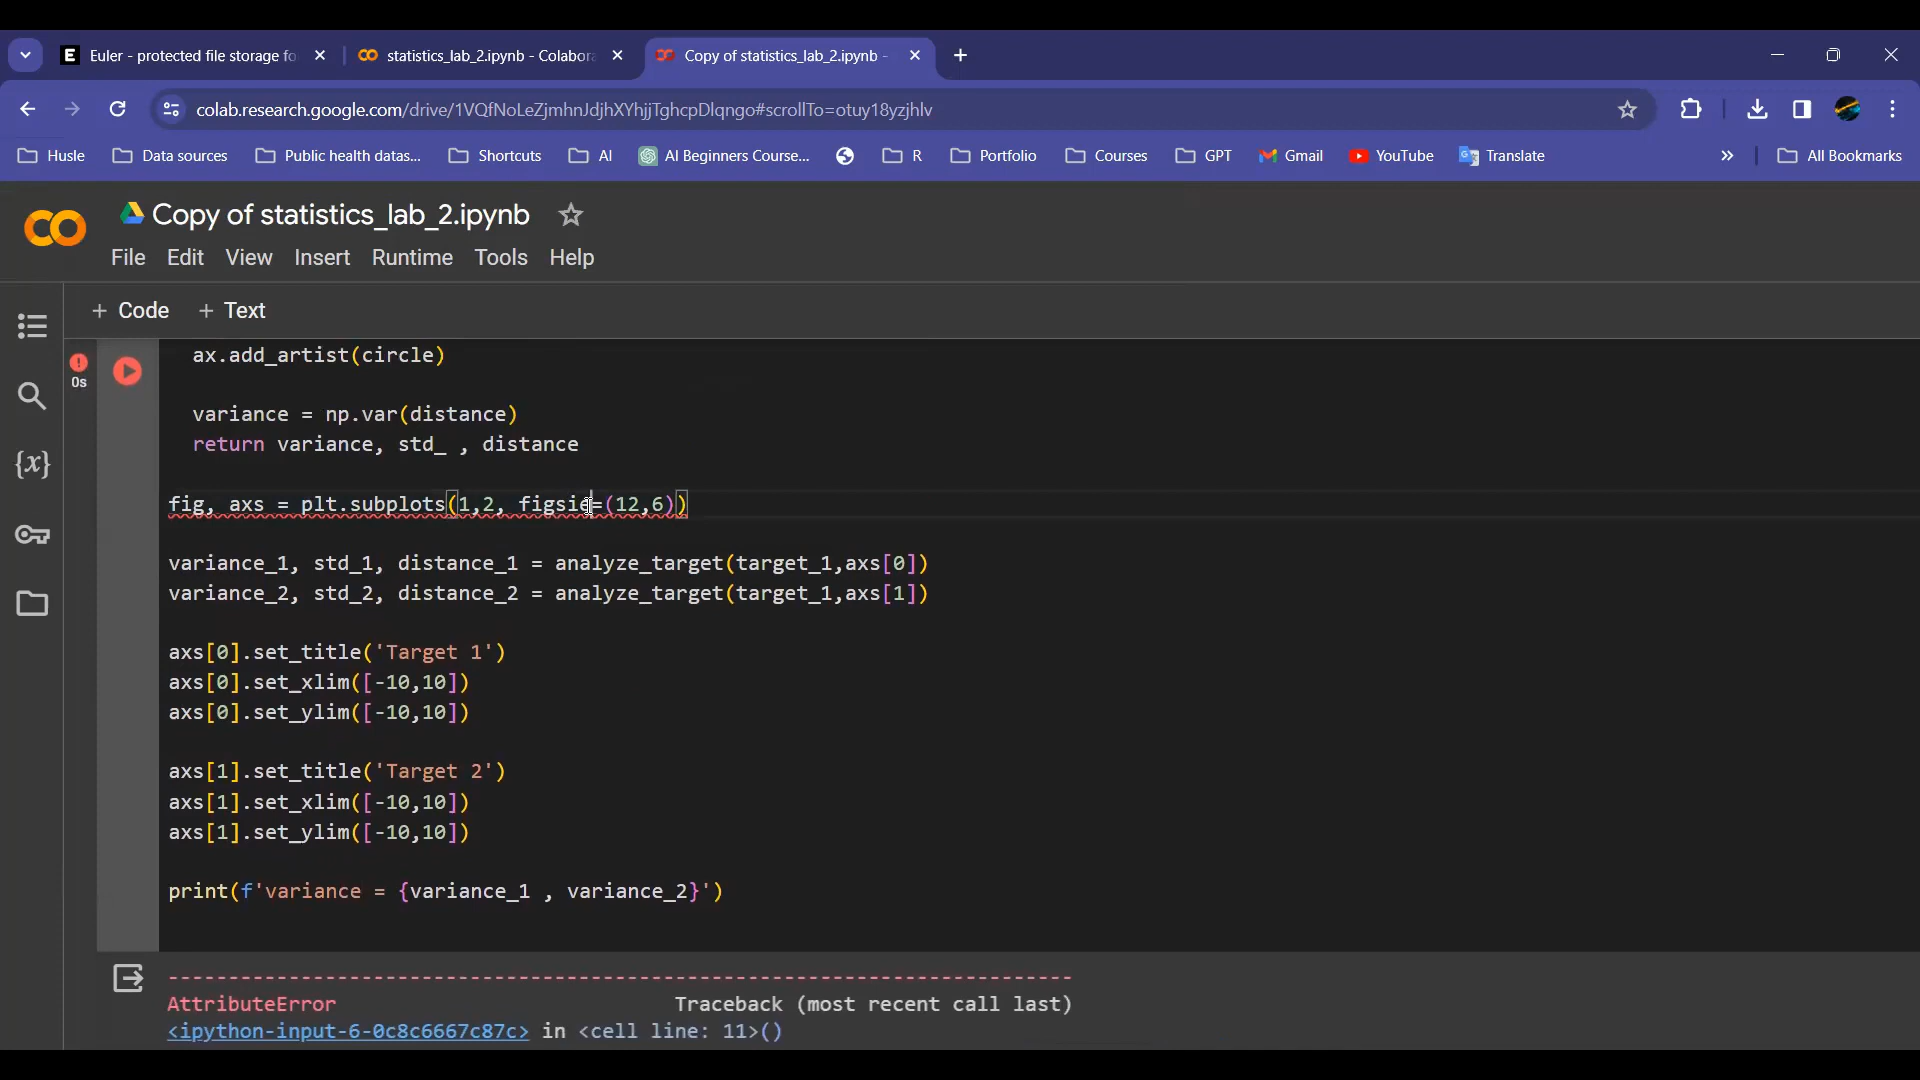 Euler - protected file storage fo
statistics_lab_2.ipynb - Colabor
Copy of statistics_lab_2.ipynb -
colab.research.google.com/drive/1VQfNoLeZjmhnJdjhXYhjjTghcpDlqngo#scrollTo=otuy18yzjhlv
Husle
Data sources
Public health datas...
Shortcuts
AI
AI Beginners Course...
R
Portfolio
Courses
GPT
Gmail
YouTube
Translate
All Bookmarks
Copy of statistics_lab_2.ipynb
File Edit View Insert Runtime Tools Help
+ Code + Text
0s
ax.add_artist(circle)
variance = np.var(distance)
return variance, std_ , distance
fig, axs = plt.subplots(1,2, figsie=(12,6))
variance_1, std_1, distance_1 = analyze_target(target_1,axs[0])
variance_2, std_2, distance_2 = analyze_target(target_1,axs[1])
axs[0].set_title('Target 1')
axs[0].set_xlim([-10,10])
axs[0].set_ylim([-10,10])
axs[1].set_title('Target 2')
axs[1].set_xlim([-10,10])
axs[1].set_ylim([-10,10])
print(f'variance = {variance_1 , variance_2}')
---------------------------------------------------------------------------
AttributeError Traceback (most recent call last)
<ipython-input-6-0c8c6667c87c> in <cell line: 11>()